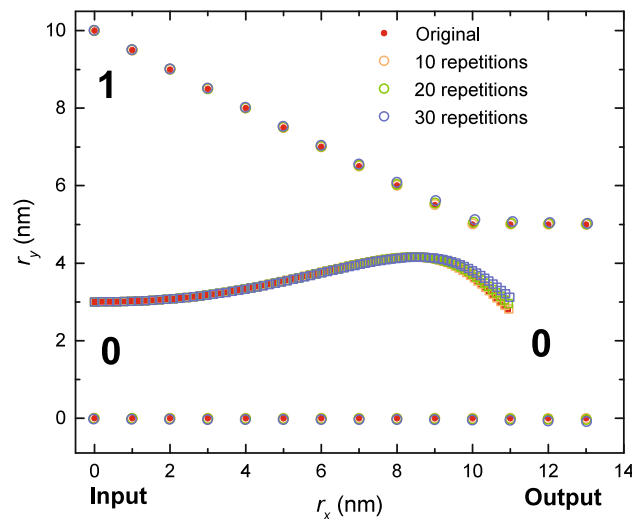 Original
10 repetitions
20 repetitions
30 repetitions
10
8
6
4
2
0
r_y (nm)
1
0
0
0 2 4 6 8 10 12 14
Input r_x (nm) Output